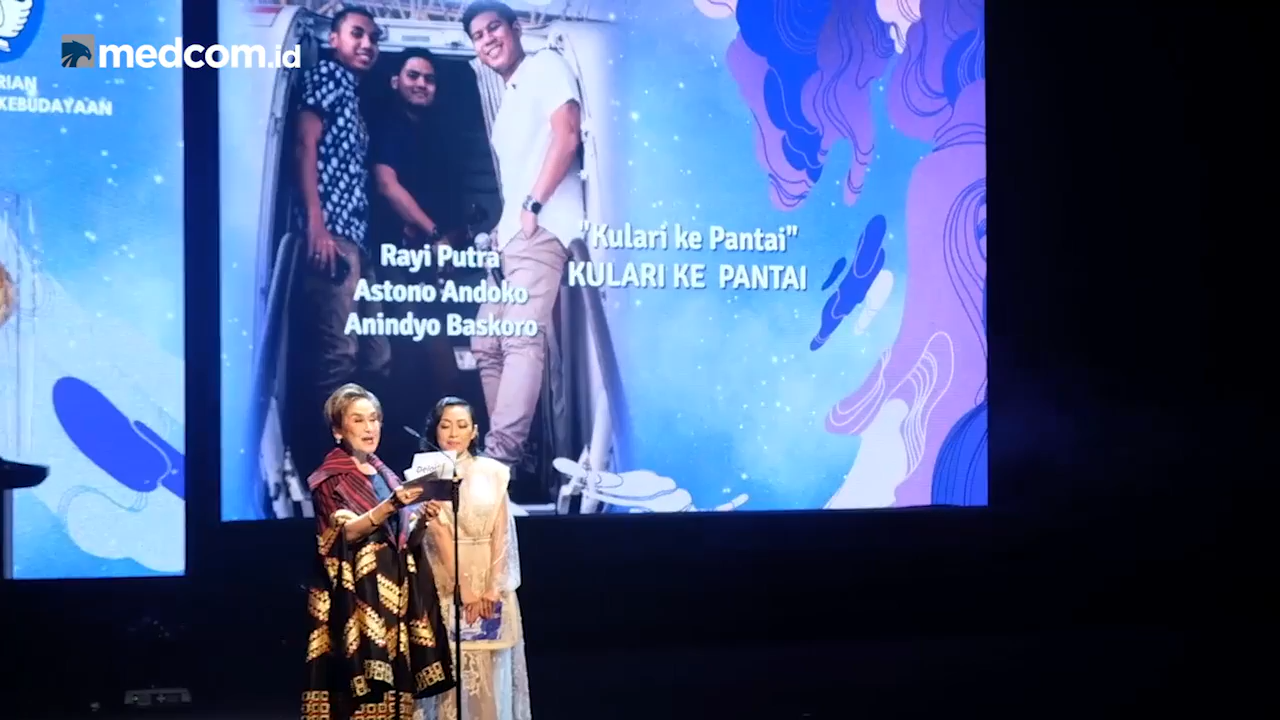 medcom.id
RIAN
KEBUDAYAAN
Rayi Putra
Astono Andoko
Anindyo Baskoro
"Kulari ke Pantai"
KULARI KE PANTAI